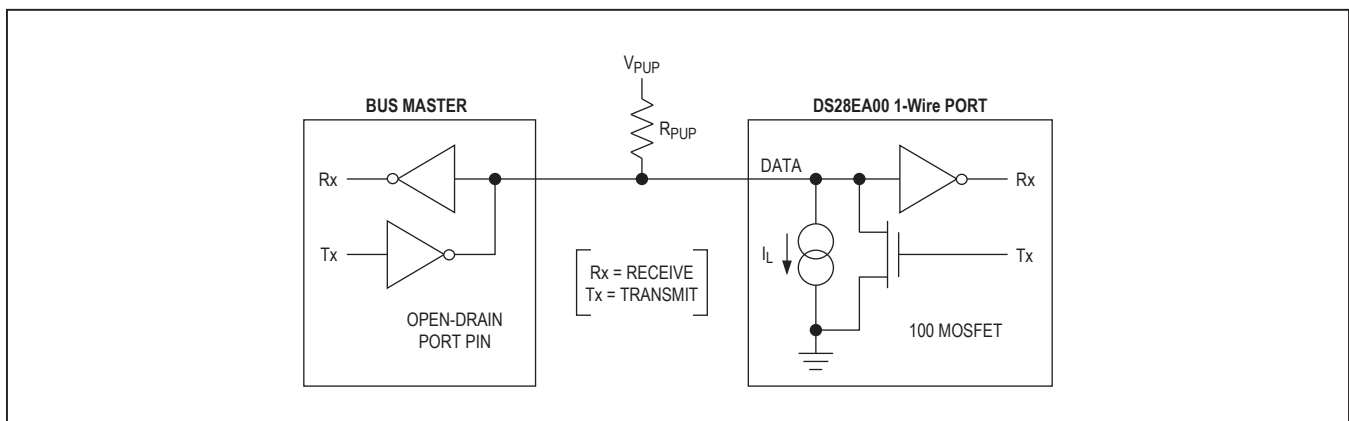 VPUP
RPUP
BUS MASTER
DS28EA00 1-Wire PORT
Rx
DATA
Rx
Tx
IL
Tx
Rx = RECEIVE
Tx = TRANSMIT
OPEN-DRAIN
PORT PIN
100 MOSFET